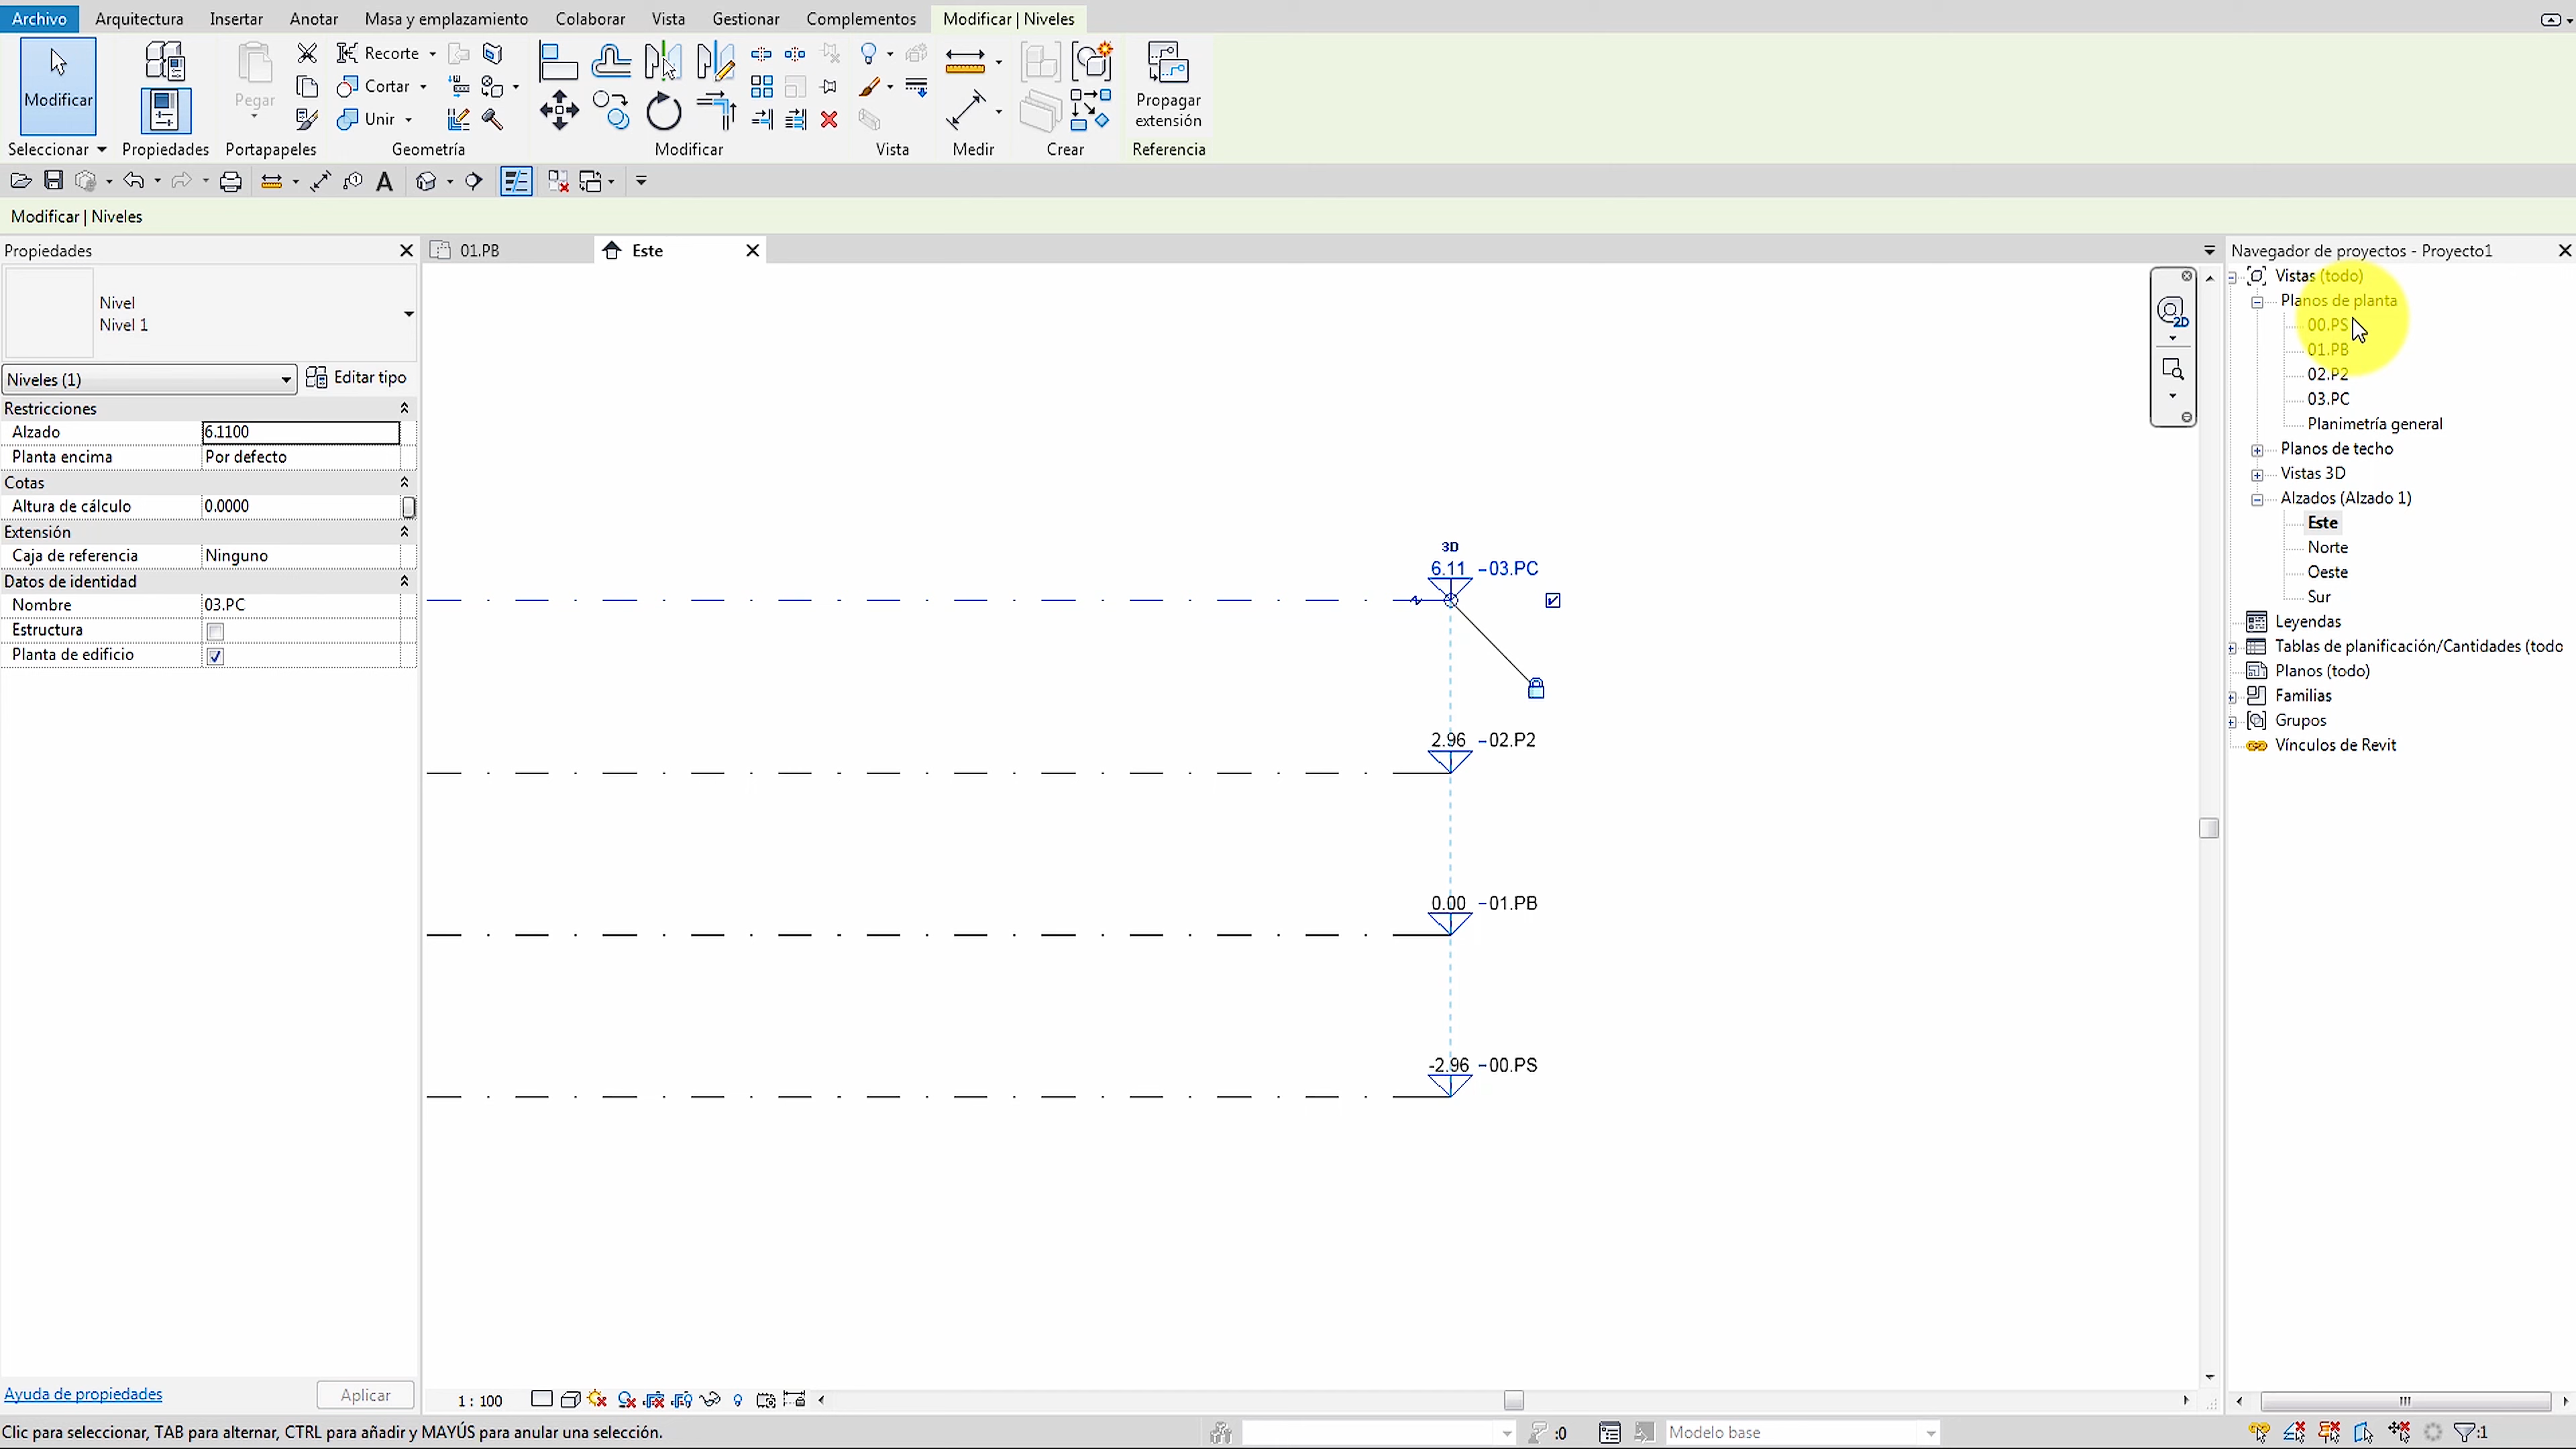 Archivo Arquitectura Insertar Anotar Masa y emplazamiento Colaborar Vista Gestionar Complementos Modificar | Niveles
Modificar Pegar Recorte Cortar Unir Propagar extensión
Seleccionar Propiedades Portapapeles Geometría Modificar Vista Medir Crear Referencia
Modificar | Niveles
Propiedades
Nivel
Nivel 1
Niveles (1) Editar tipo
Restricciones
Alzado 6.1100
Planta encima Por defecto
Cotas
Altura de cálculo 0.0000
Extensión
Caja de referencia Ninguno
Datos de identidad
Nombre 03.PC
Estructura
Planta de edificio
Ayuda de propiedades Aplicar
01.PB Este
2D
3D
6.11 03.PC
2.96 02.P2
0.00 01.PB
-2.96 00.PS
1 : 100
Navegador de proyectos - Proyecto1
Vistas (todo)
Planos de planta
00.PS
01.PB
02.P2
03.PC
Planimetría general
Planos de techo
Vistas 3D
Alzados (Alzado 1)
Este
Norte
Oeste
Sur
Leyendas
Tablas de planificación/Cantidades (todo
Planos (todo)
Familias
Grupos
Vínculos de Revit
Clic para seleccionar, TAB para alternar, CTRL para añadir y MAYÚS para anular una selección. :0 Modelo base :1